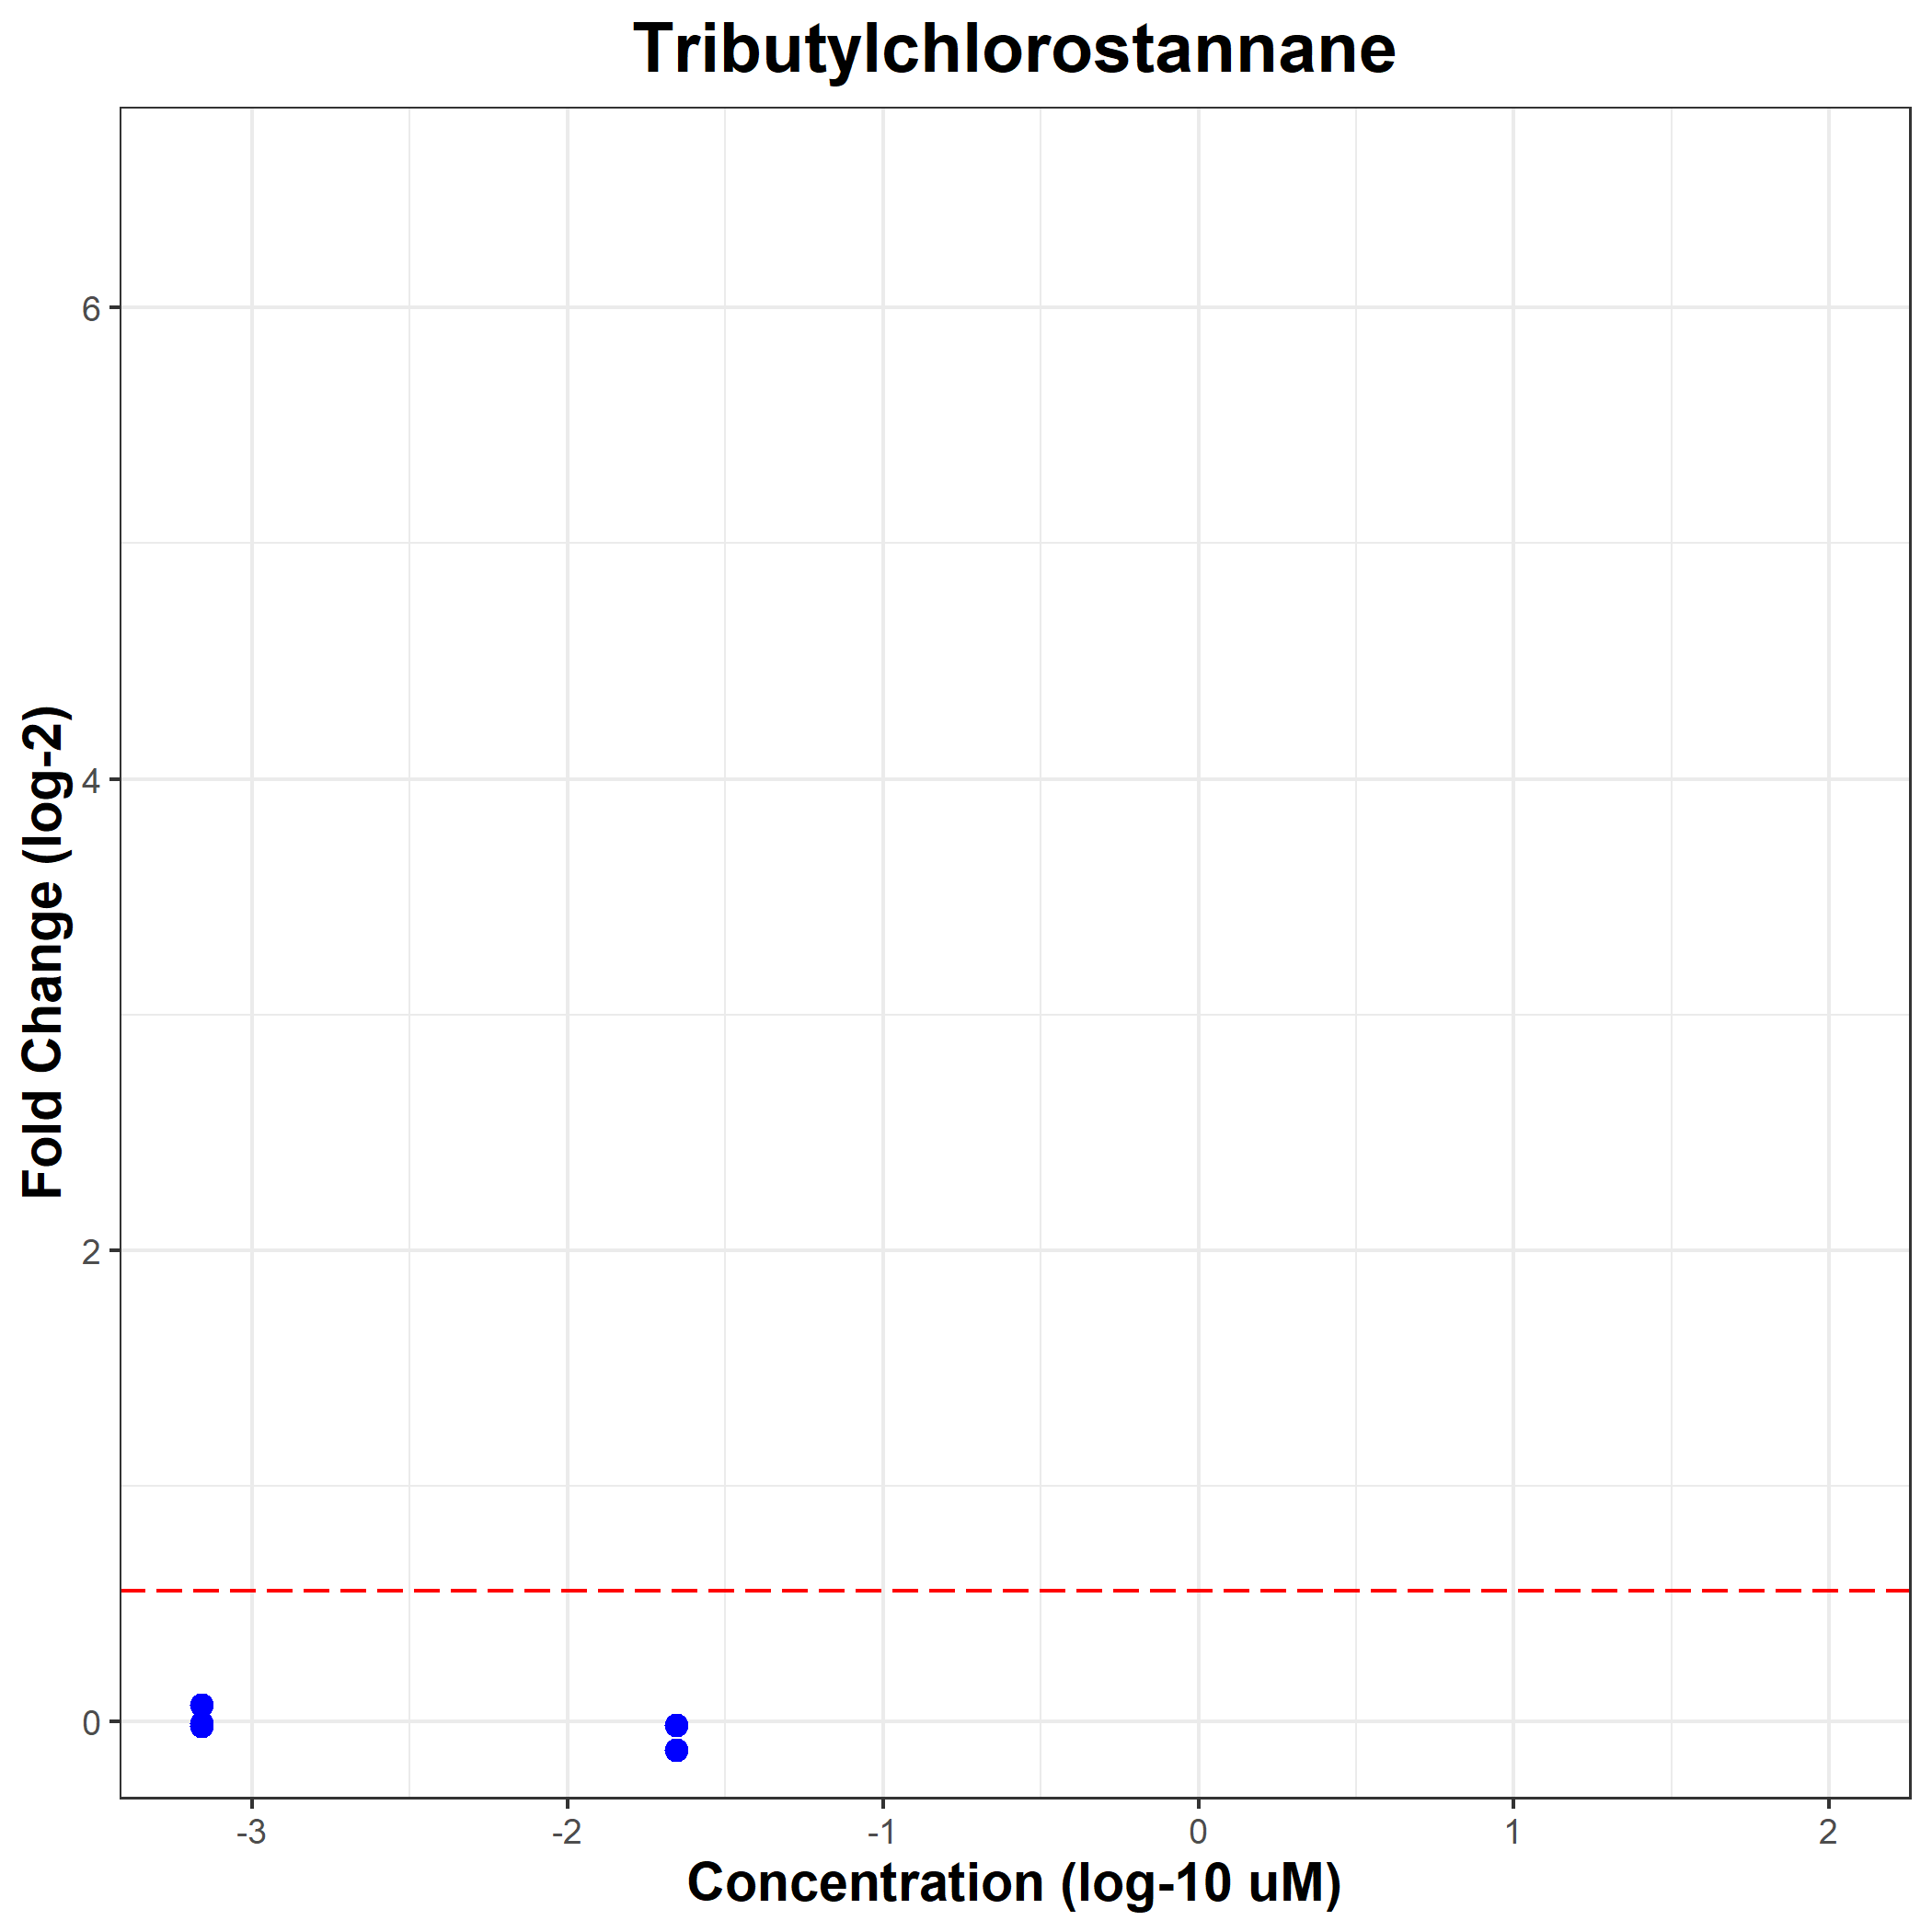 Tributylchlorostannane
Fold Change (log-2)
6
4
2
0
-3 -2 -1 0 1 2
Concentration (log-10 uM)